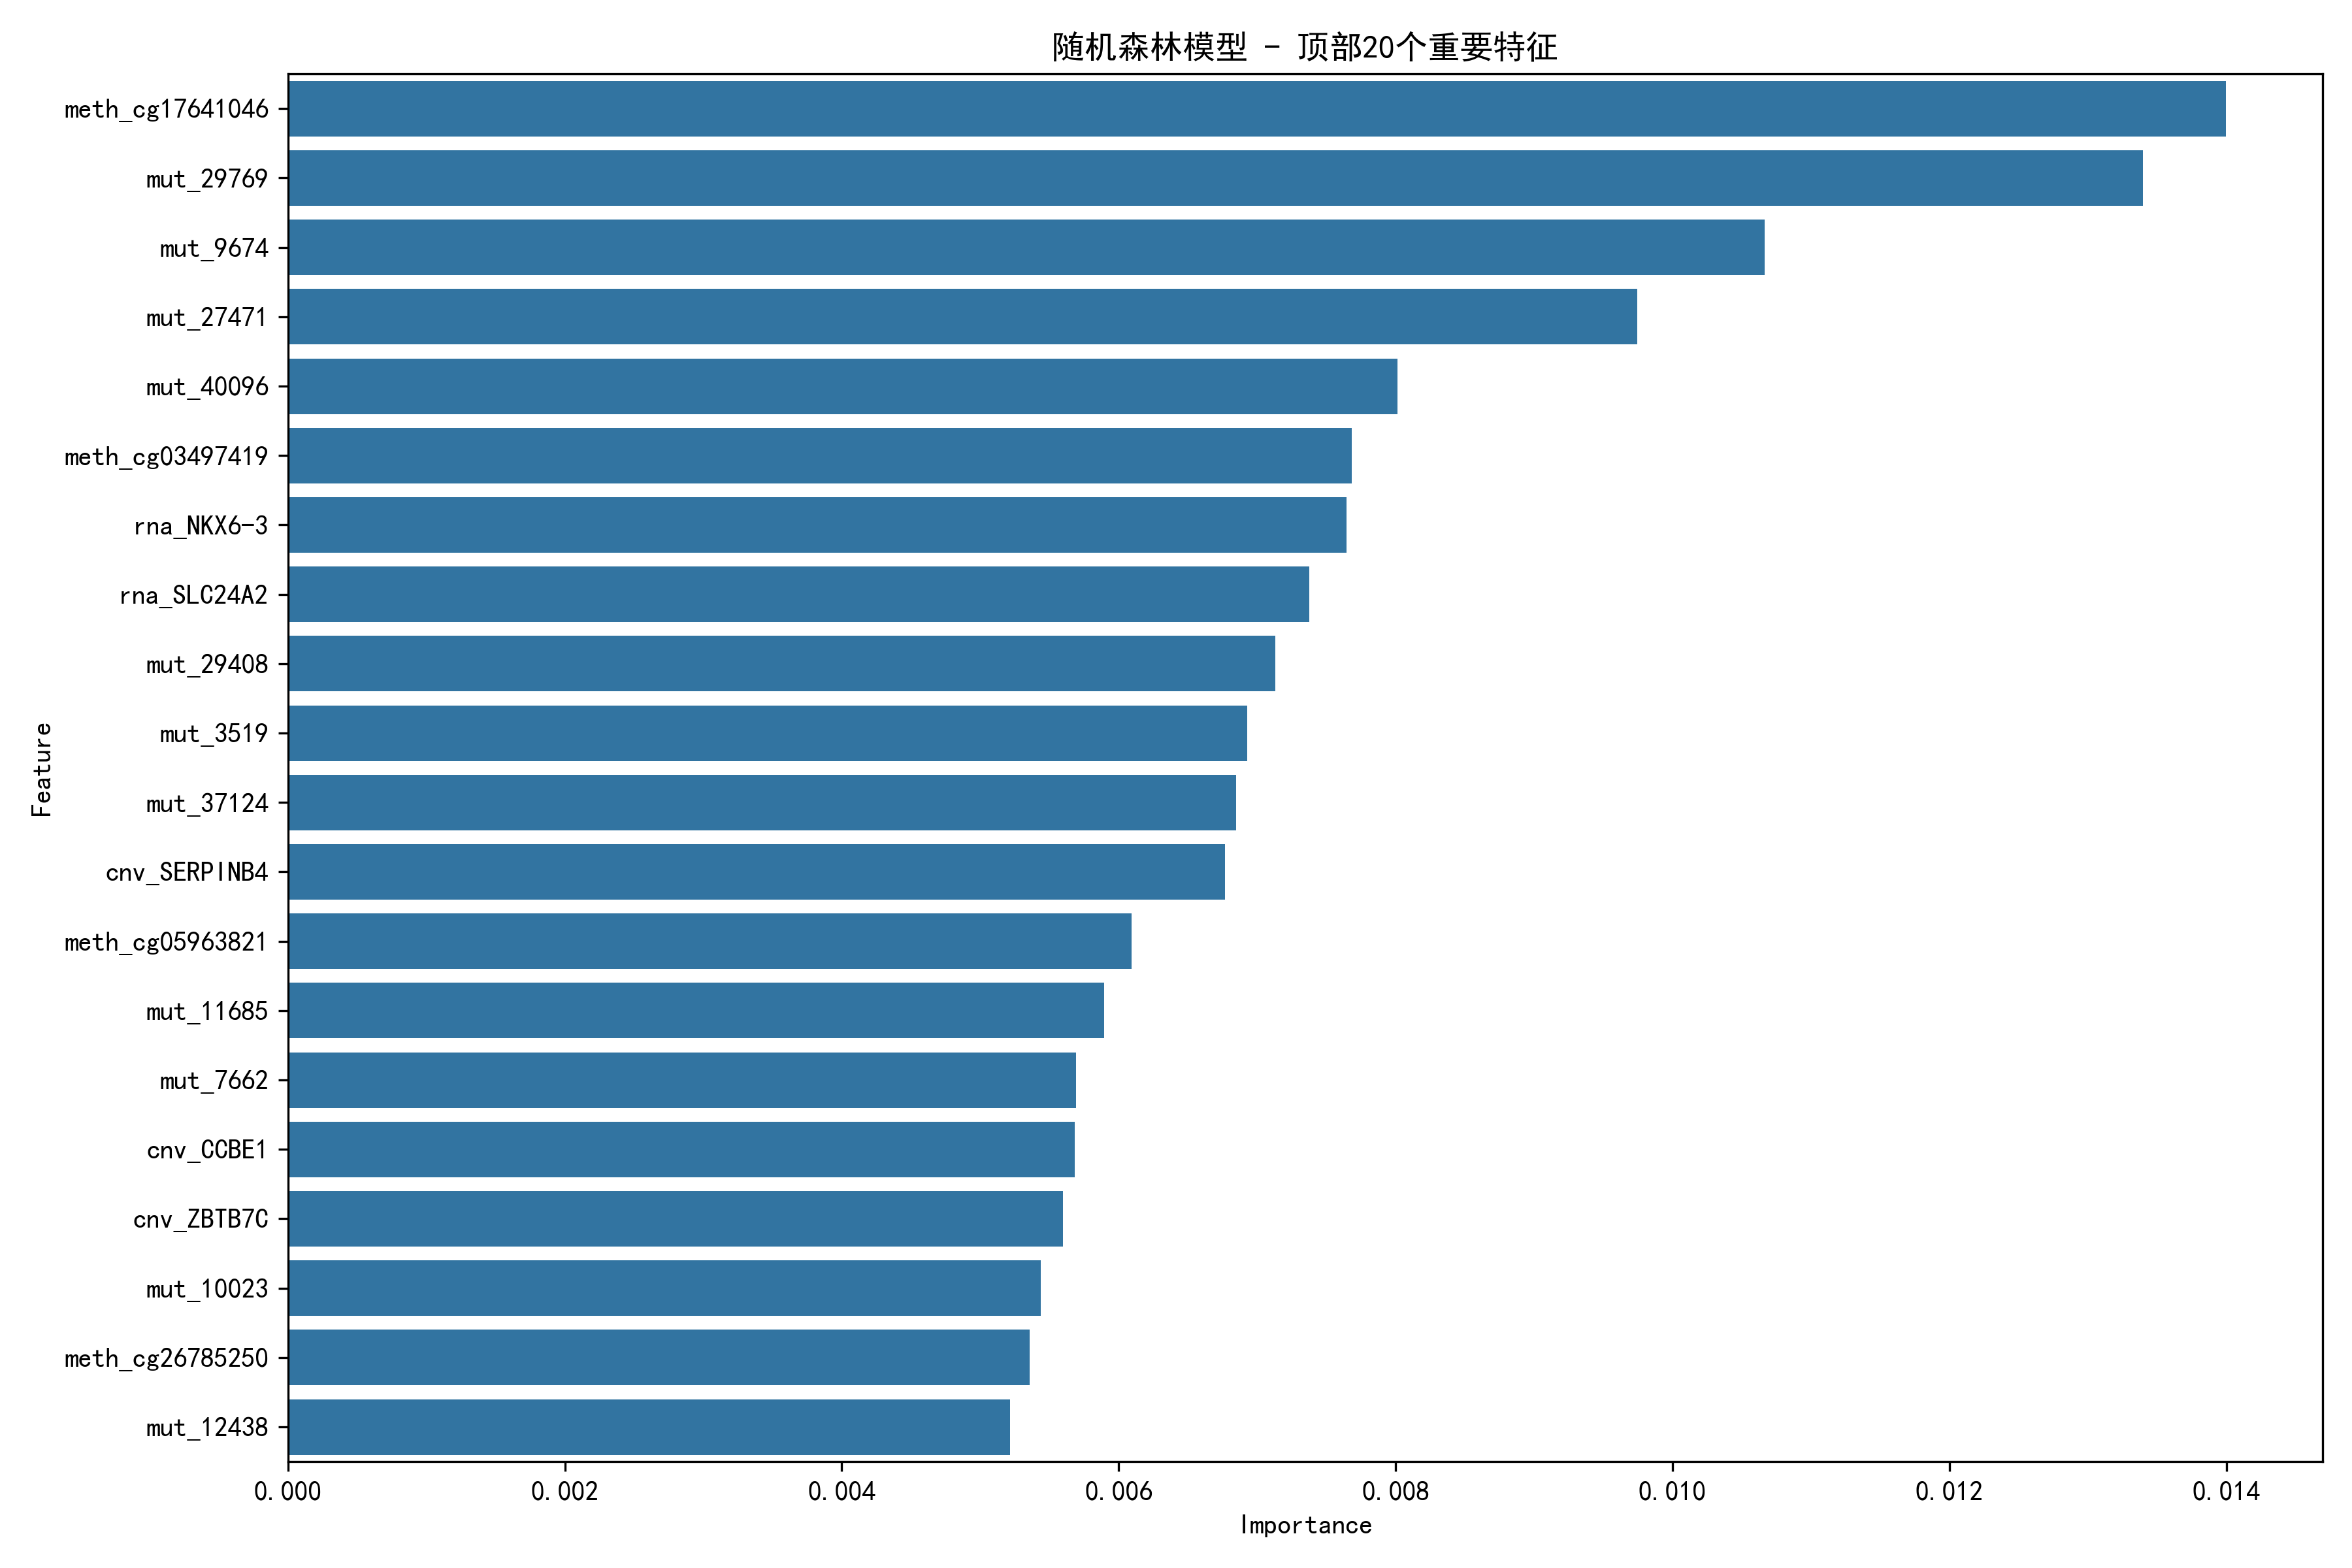 随机森林模型 - 顶部20个重要特征
meth_cg17641046
mut_29769
mut_9674
mut_27471
mut_40096
meth_cg03497419
rna_NKX6-3
rna_SLC24A2
mut_29408
mut_3519
mut_37124
cnv_SERPINB4
meth_cg05963821
mut_11685
mut_7662
cnv_CCBE1
cnv_ZBTB7C
mut_10023
meth_cg26785250
mut_12438
Feature
0.000 0.002 0.004 0.006 0.008 0.010 0.012 0.014
Importance